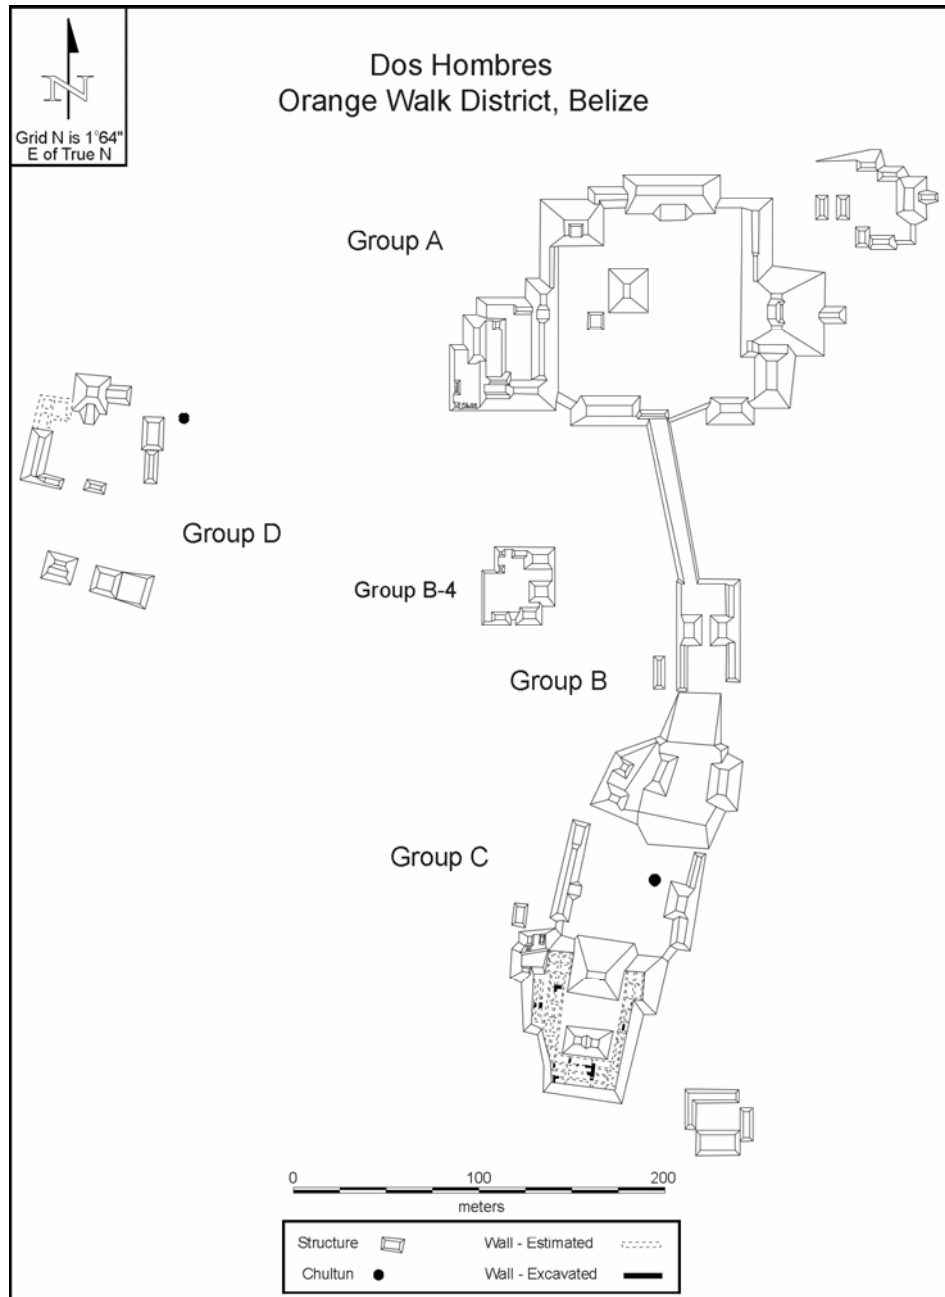 N
Grid N is 1°64"
E of True N
Dos Hombres
Orange Walk District, Belize
Group A
Group D
Group B-4
Group B
Group C
0 100 200
meters
Structure
Wall - Estimated
Chultun
Wall - Excavated